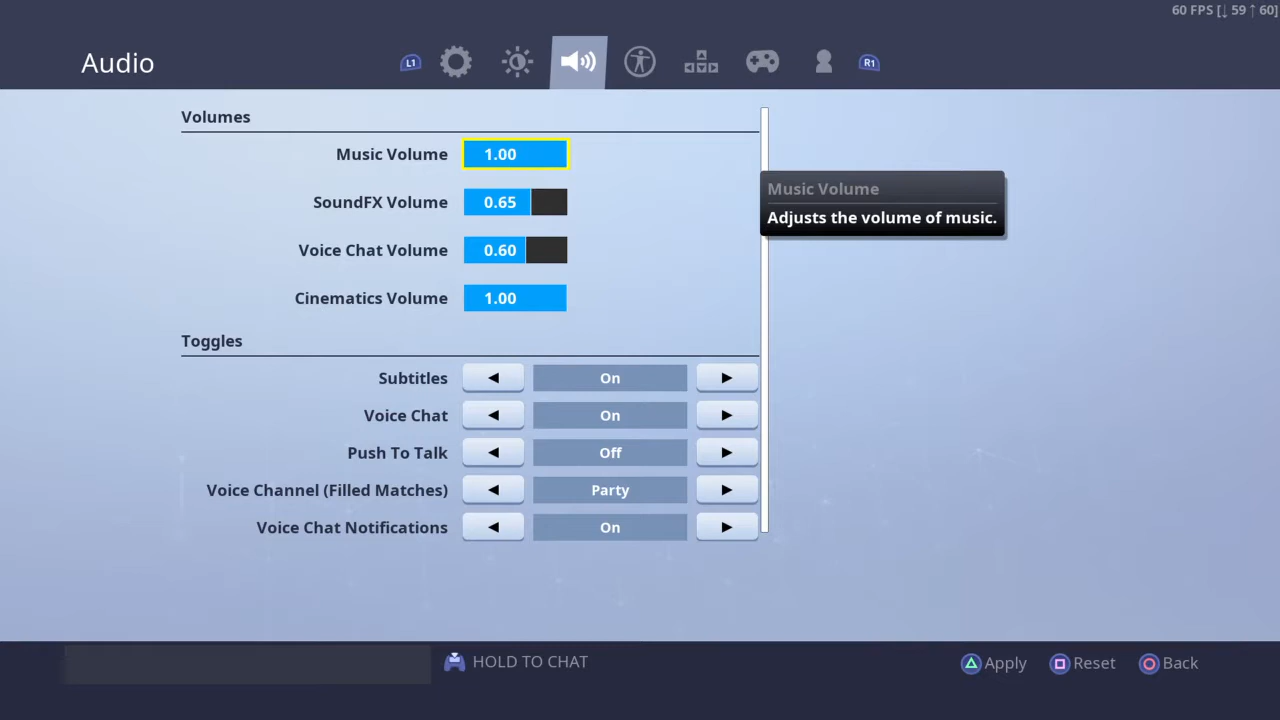 60 FPS [↓ 59 ↑ 60]
Audio
L1
R1
Volumes
Music Volume 1.00
SoundFX Volume 0.65
Voice Chat Volume 0.60
Cinematics Volume 1.00
Music Volume
Adjusts the volume of music.
Toggles
Subtitles ◀ On ▶
Voice Chat ◀ On ▶
Push To Talk ◀ Off ▶
Voice Channel (Filled Matches) ◀ Party ▶
Voice Chat Notifications ◀ On ▶
HOLD TO CHAT
Apply Reset Back